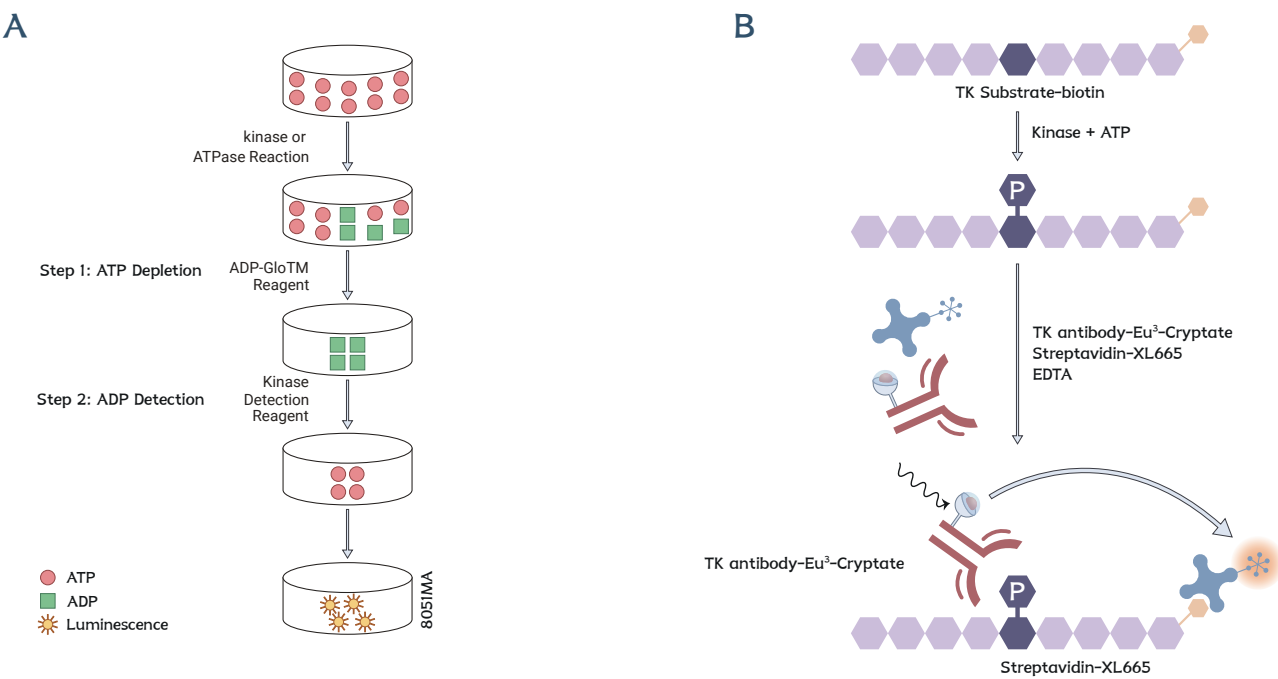 A
kinase or
ATPase Reaction
Step 1: ATP Depletion
ADP-GloTM
Reagent
Step 2: ADP Detection
Kinase
Detection
Reagent
ATP
ADP
Luminescence
8051MA
B
TK Substrate-biotin
Kinase + ATP
P
TK antibody-Eu³-Cryptate
Streptavidin-XL665
EDTA
TK antibody-Eu³-Cryptate
P
Streptavidin-XL665